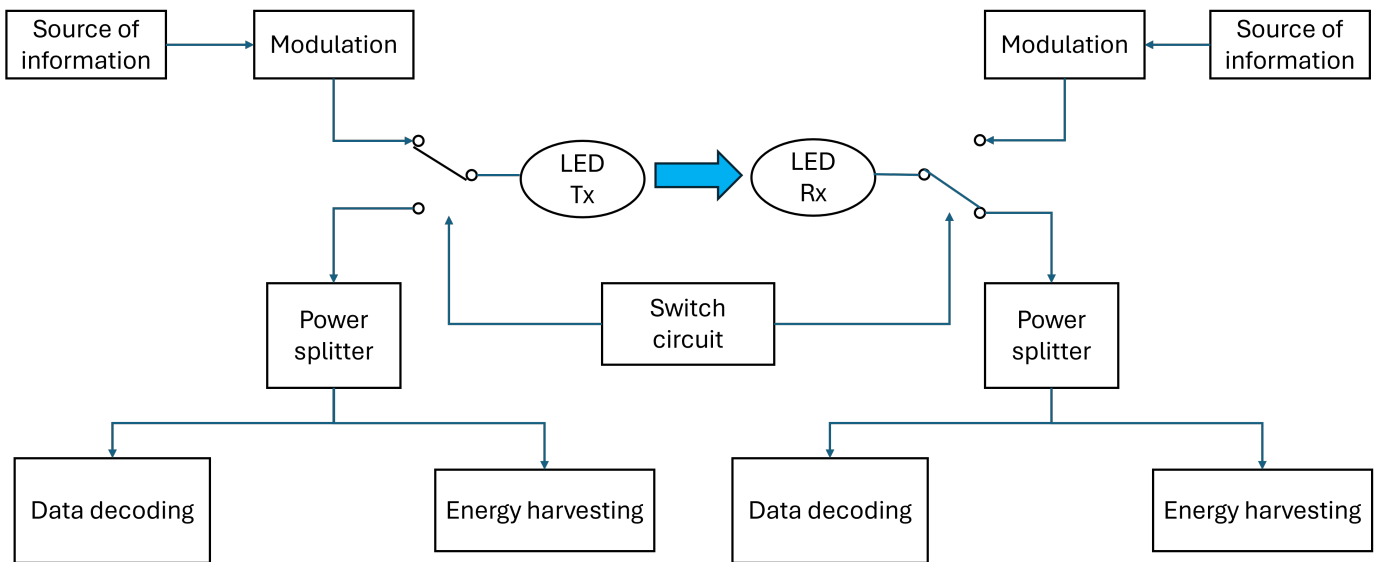 Source of
information
Modulation
Modulation
Source of
information
LED
Tx
LED
Rx
Power
splitter
Switch
circuit
Power
splitter
Data decoding
Energy harvesting
Data decoding
Energy harvesting